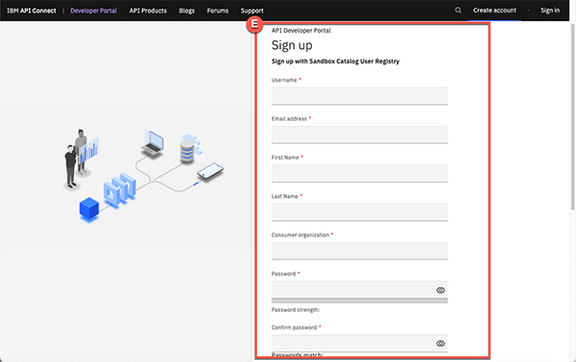 IBM API Connect Developer Portal API Products Blogs Forums Support Create account Sign in
E
API Developer Portal
Sign up
Sign up with Sandbox Catalog User Registry
Username *
Email address *
First Name *
Last Name *
Consumer organization *
Password *
Password strength:
Confirm password *
Passwords match: